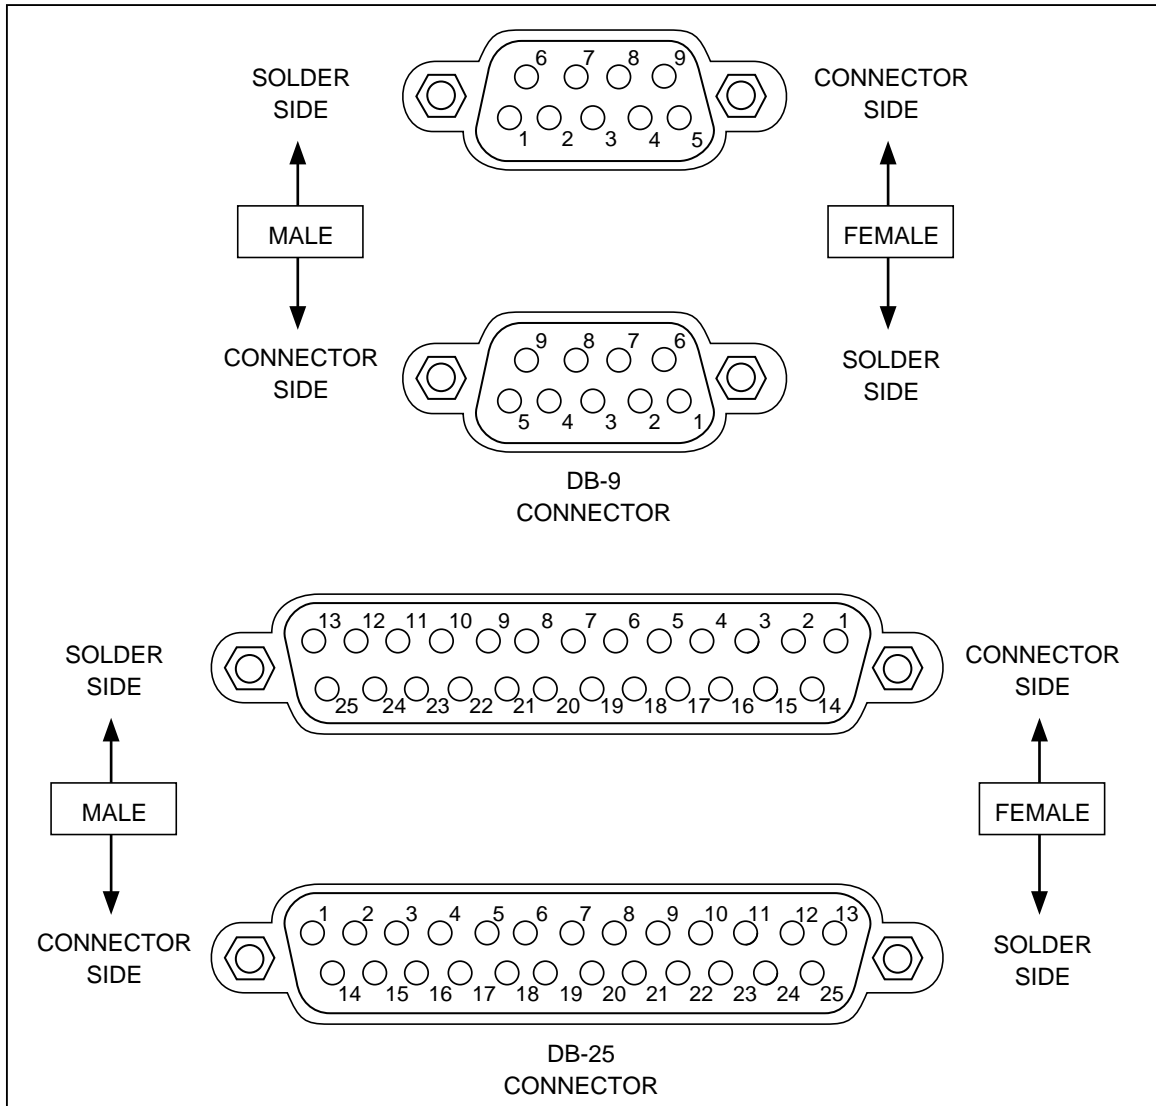 6 7 8 9
SOLDER
SIDE
CONNECTOR
SIDE
1 2 3 4 5
MALE
FEMALE
CONNECTOR
SIDE
9 8 7 6
SOLDER
SIDE
5 4 3 2 1
DB-9
CONNECTOR
13 12 11 10 9 8 7 6 5 4 3 2 1
SOLDER
SIDE
CONNECTOR
SIDE
25 24 23 22 21 20 19 18 17 16 15 14
MALE
FEMALE
1 2 3 4 5 6 7 8 9 10 11 12 13
CONNECTOR
SIDE
SOLDER
SIDE
14 15 16 17 18 19 20 21 22 23 24 25
DB-25
CONNECTOR